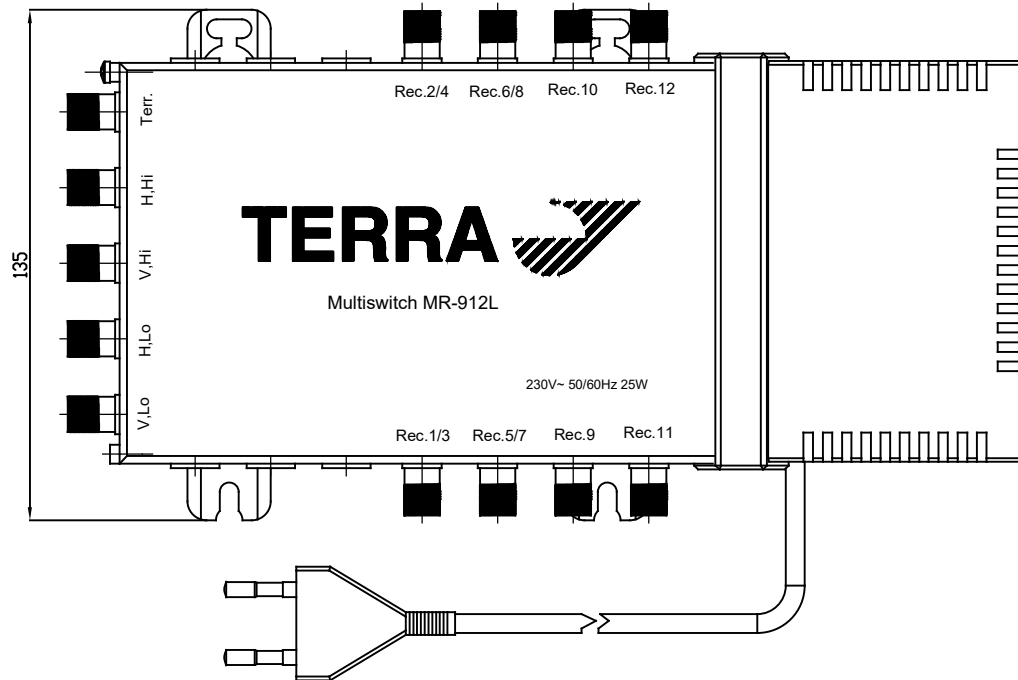 Rec.2/4 Rec.6/8 Rec.10 Rec.12
Terr.
H,Hi
V,Hi
H,Lo
V,Lo
135
TERRA
Multiswitch MR-912L
230V~ 50/60Hz 25W
Rec.1/3 Rec.5/7 Rec.9 Rec.11